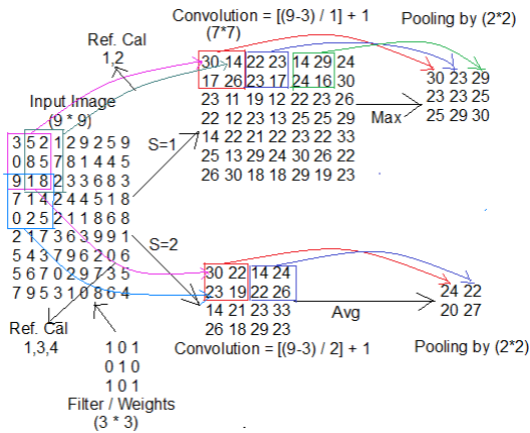 Convolution = [(9-3) / 1] + 1
(7*7)
Pooling by (2*2)
Ref. Cal
1,2
30 14 22 23 14 29 24
17 26 23 17 24 16 30
23 11 19 12 22 23 26
22 12 23 13 25 25 29
14 22 21 22 23 22 33
25 13 29 24 30 26 22
26 30 18 18 29 19 23
30 23 29
23 23 25
25 29 30
Max
Input Image
(9 * 9)
3 5 2 1 2 9 2 5 9
0 8 5 7 8 1 4 4 5
9 1 8 2 3 3 6 8 3
7 1 4 2 4 4 5 1 8
0 2 5 2 1 1 8 6 8
2 1 7 3 6 3 9 9 1
5 4 3 7 9 6 2 0 6
5 6 7 0 2 9 7 3 5
7 9 5 3 1 0 8 6 4
S=1
S=2
30 22 14 24
23 19 22 26
14 21 23 33
26 18 29 23
Avg
24 22
20 27
Ref. Cal
1,3,4
1 0 1
0 1 0
1 0 1
Filter / Weights
(3 * 3)
Convolution = [(9-3) / 2] + 1
Pooling by (2*2)